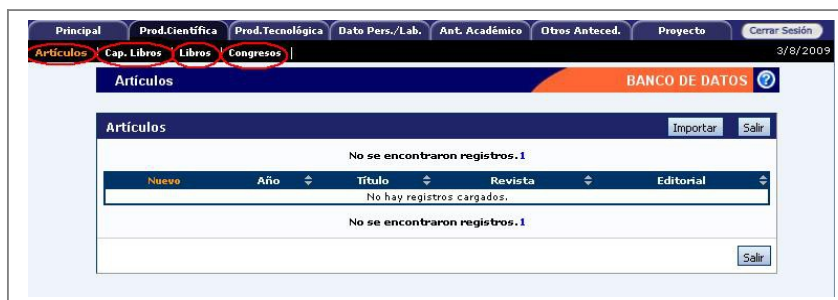 Principal Prod.Científica Prod.Tecnológica Dato Pers./Lab. Ant. Académico Otros Anteced. Proyecto Cerrar Sesión
Artículos Cap. Libros Libros Congresos 3/8/2009
Artículos BANCO DE DATOS ?
Artículos Importar Salir
No se encontraron registros.1
Nuevo Año Título Revista Editorial
No hay registros cargados.
No se encontraron registros.1
Salir